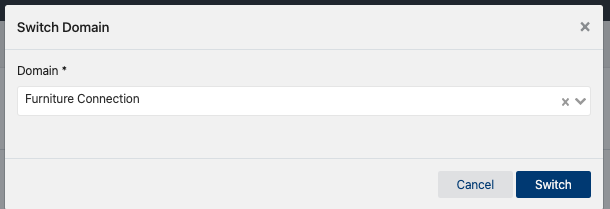 Switch Domain
Domain *
Furniture Connection
Cancel
Switch